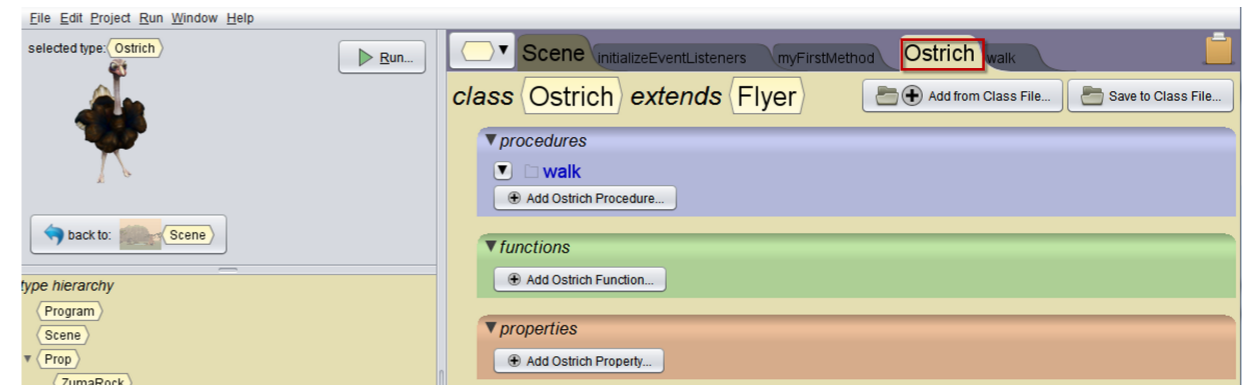 File Edit Project Run Window Help
selected type: Ostrich
Run...
back to: Scene
type hierarchy
Program
Scene
Prop
ZumaRock
Scene initializeEventListeners myFirstMethod Ostrich walk
class Ostrich extends Flyer
Add from Class File... Save to Class File...
procedures
walk
Add Ostrich Procedure...
functions
Add Ostrich Function...
properties
Add Ostrich Property...